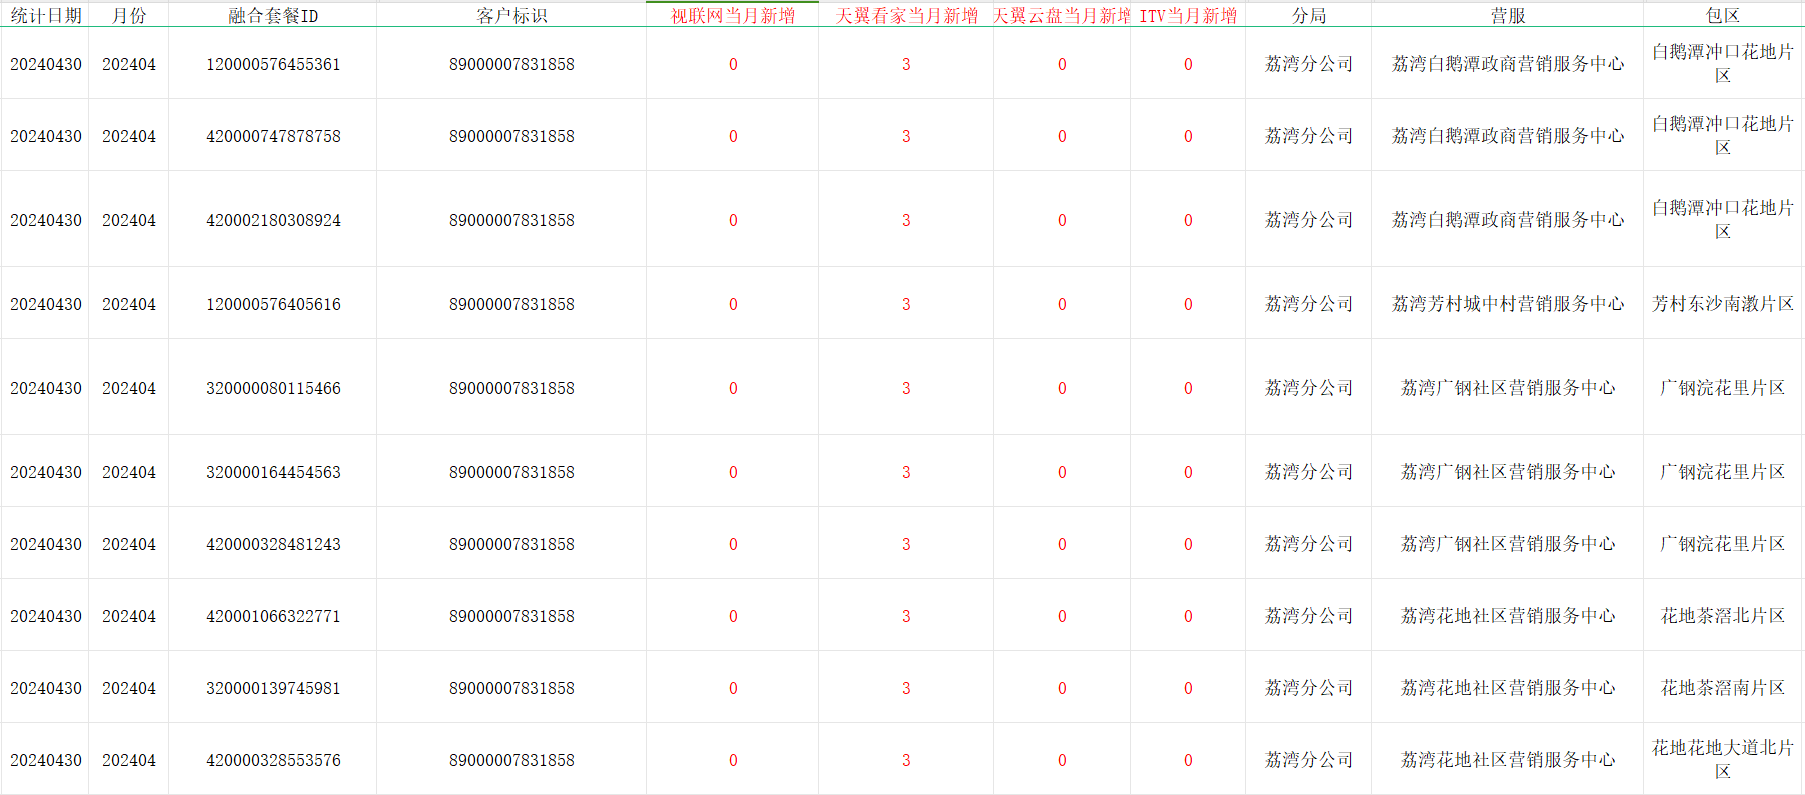 统计日期 月份 融合套餐ID 客户标识 视联网当月新增 天翼看家当月新增 天翼云盘当月新增 ITV当月新增 分局 营服 包区
20240430 202404 120000576455361 89000007831858 0 3 0 0 荔湾分公司 荔湾白鹅潭政商营销服务中心 白鹅潭冲口花地片
区
20240430 202404 420000747878758 89000007831858 0 3 0 0 荔湾分公司 荔湾白鹅潭政商营销服务中心 白鹅潭冲口花地片
区
20240430 202404 420002180308924 89000007831858 0 3 0 0 荔湾分公司 荔湾白鹅潭政商营销服务中心 白鹅潭冲口花地片
区
20240430 202404 120000576405616 89000007831858 0 3 0 0 荔湾分公司 荔湾芳村城中村营销服务中心 芳村东沙南漖片区
20240430 202404 320000080115466 89000007831858 0 3 0 0 荔湾分公司 荔湾广钢社区营销服务中心 广钢浣花里片区
20240430 202404 320000164454563 89000007831858 0 3 0 0 荔湾分公司 荔湾广钢社区营销服务中心 广钢浣花里片区
20240430 202404 420000328481243 89000007831858 0 3 0 0 荔湾分公司 荔湾广钢社区营销服务中心 广钢浣花里片区
20240430 202404 420001066322771 89000007831858 0 3 0 0 荔湾分公司 荔湾花地社区营销服务中心 花地茶滘北片区
20240430 202404 320000139745981 89000007831858 0 3 0 0 荔湾分公司 荔湾花地社区营销服务中心 花地茶滘南片区
20240430 202404 420000328553576 89000007831858 0 3 0 0 荔湾分公司 荔湾花地社区营销服务中心 花地花地大道北片
区